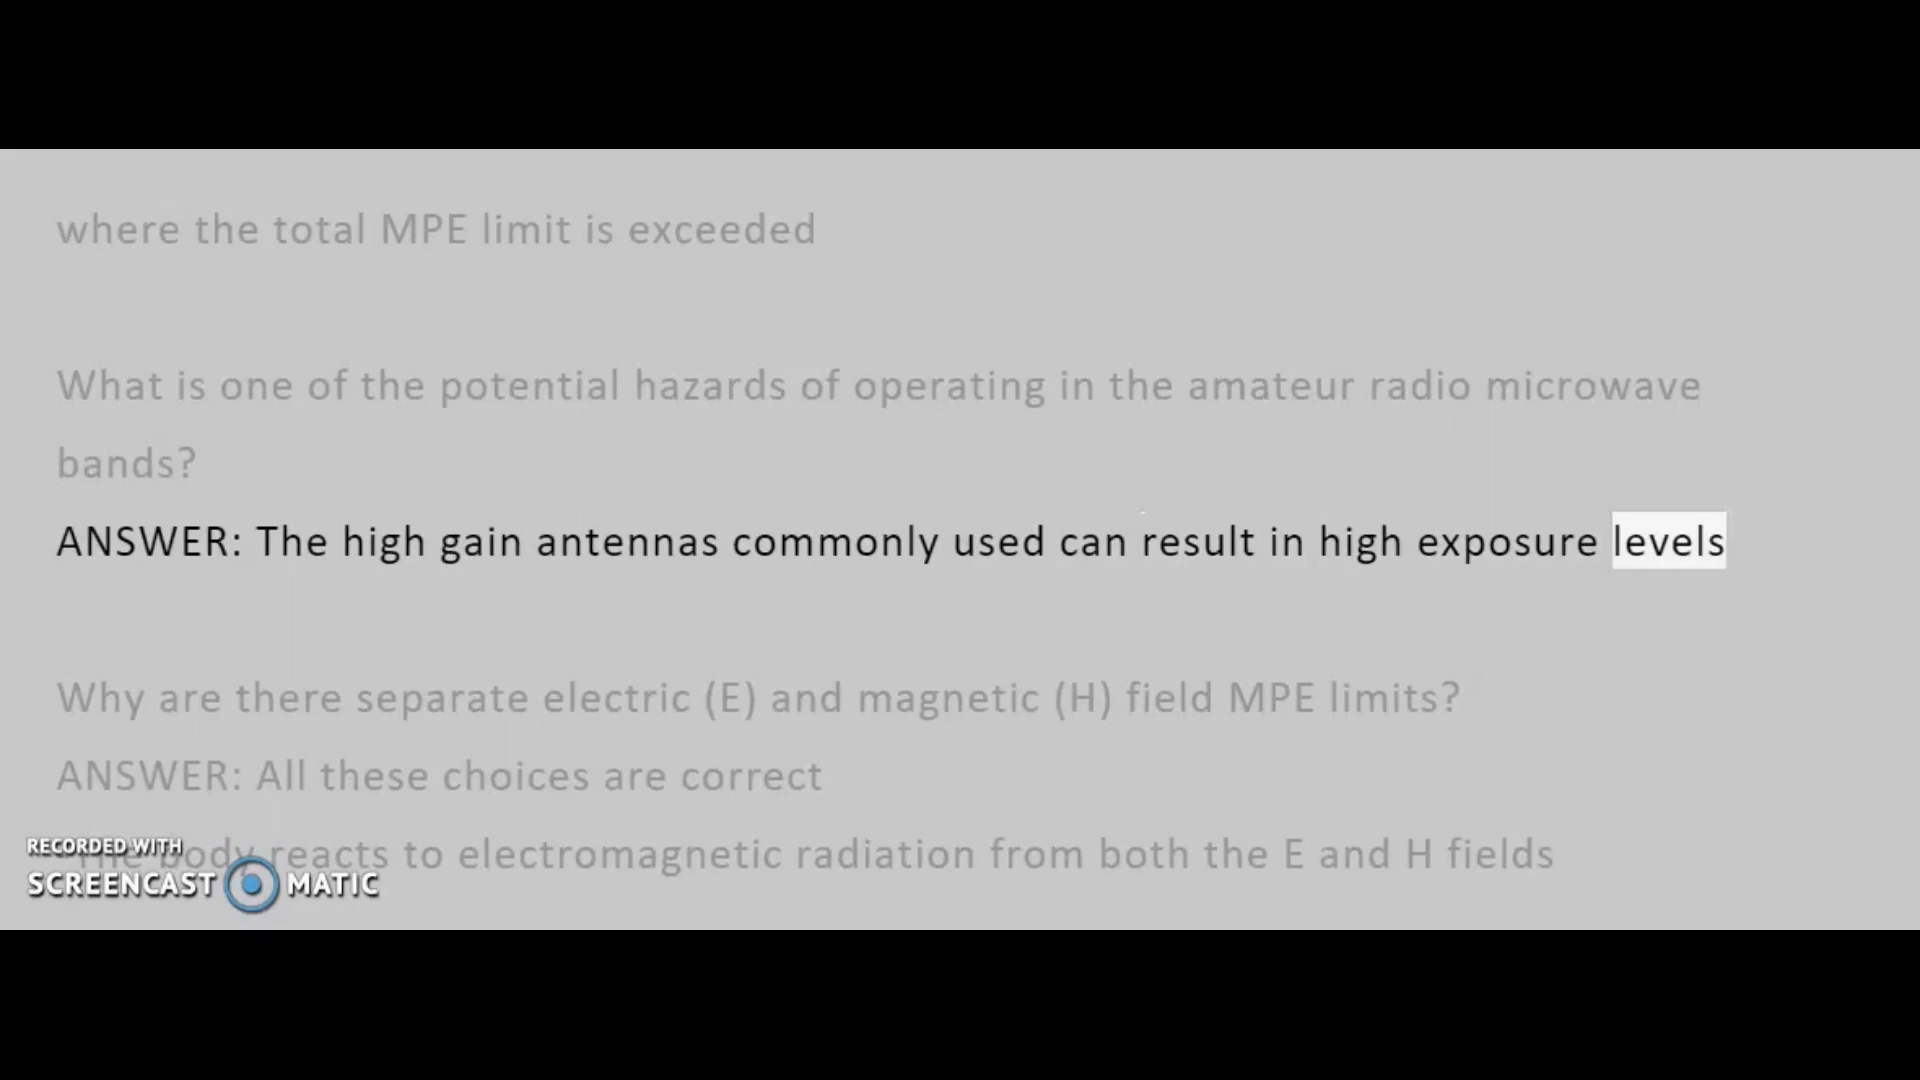 where the total MPE limit is exceeded
What is one of the potential hazards of operating in the amateur radio microwave
bands?
ANSWER: The high gain antennas commonly used can result in high exposure levels
Why are there separate electric (E) and magnetic (H) field MPE limits?
ANSWER: All these choices are correct
body reacts to electromagnetic radiation from both the E and H fields
RECORDED WITH
SCREENCAST MATIC